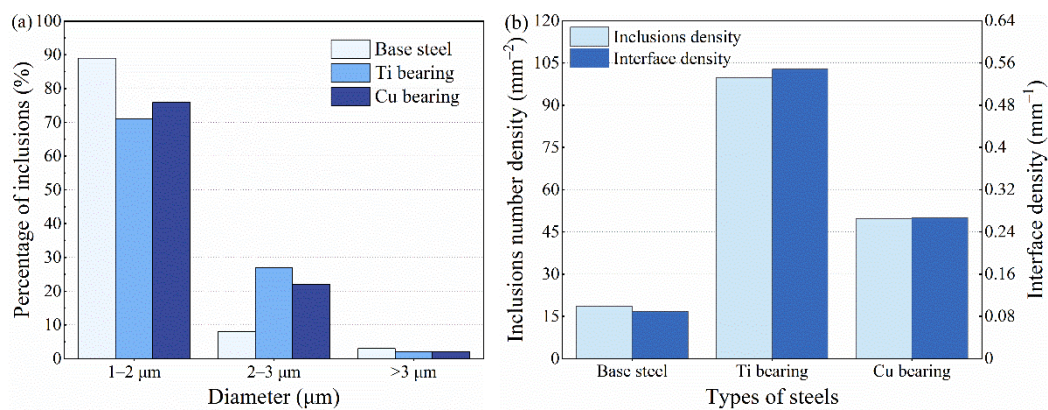 (a)
100
90
80
70
60
50
40
30
20
10
0
Percentage of inclusions (%)
Base steel
Ti bearing
Cu bearing
1–2 μm
2–3 μm
>3 μm
Diameter (μm)
(b)
120
105
90
75
60
45
30
15
0
Inclusions number density (mm⁻²)
Inclusions density
Interface density
0.64
0.56
0.48
0.4
0.32
0.24
0.16
0.08
0
Interface density (mm⁻¹)
Base steel
Ti bearing
Cu bearing
Types of steels